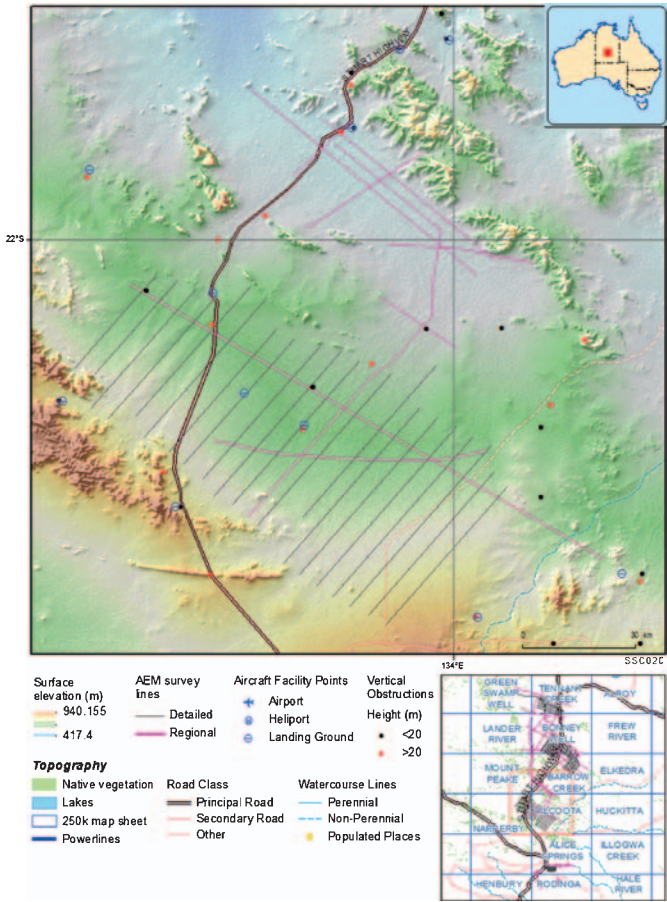 22°S
30 km
134°E
SSC020
Surface
elevation (m)
940.155
417.4
AEM survey
lines
Detailed
Regional
Aircraft Facility Points
Airport
Heliport
Landing Ground
Vertical
Obstructions
Height (m)
<20
>20
Topography
Native vegetation
Lakes
250k map sheet
Powerlines
Road Class
Principal Road
Secondary Road
Other
Watercourse Lines
Perennial
Non-Perennial
Populated Places
GREEN
SWAMP
WELL
TENNANT
CREEK
ALROY
LANDER
RIVER
BONNEY
WELL
FREW
RIVER
MOUNT
PEAKE
BARROW
CREEK
ELKEDRA
NAPPERBY
ALCOOTA
HUCKITTA
ALICE
SPRINGS
ILLOGWA
CREEK
HENBURY
RODINGA
HALE
RIVER